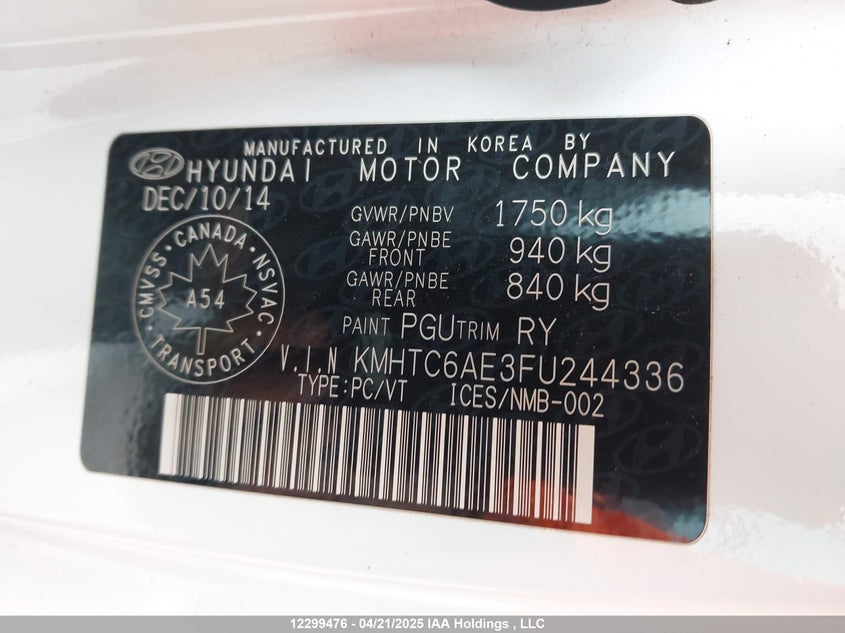 MANUFACTURED IN KOREA BY
HYUNDAI MOTOR COMPANY
DEC/10/14
GVWR/PNBV 1750 kg
GAWR/PNBE FRONT 940 kg
GAWR/PNBE REAR 840 kg
CMVSS · CANADA · NSVAC · TRANSPORT ·
A54
PAINT PGU TRIM RY
V.I.N KMHTC6AE3FU244336
TYPE:PC/VT ICES/NMB-002
12299476 - 04/21/2025 IAA Holdings , LLC